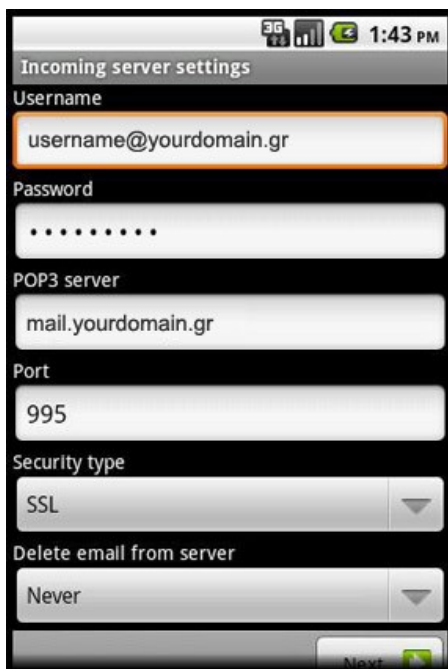 3G 1:43 PM
Incoming server settings
Username
username@yourdomain.gr
Password
•••••••••
POP3 server
mail.yourdomain.gr
Port
995
Security type
SSL
Delete email from server
Never
Next